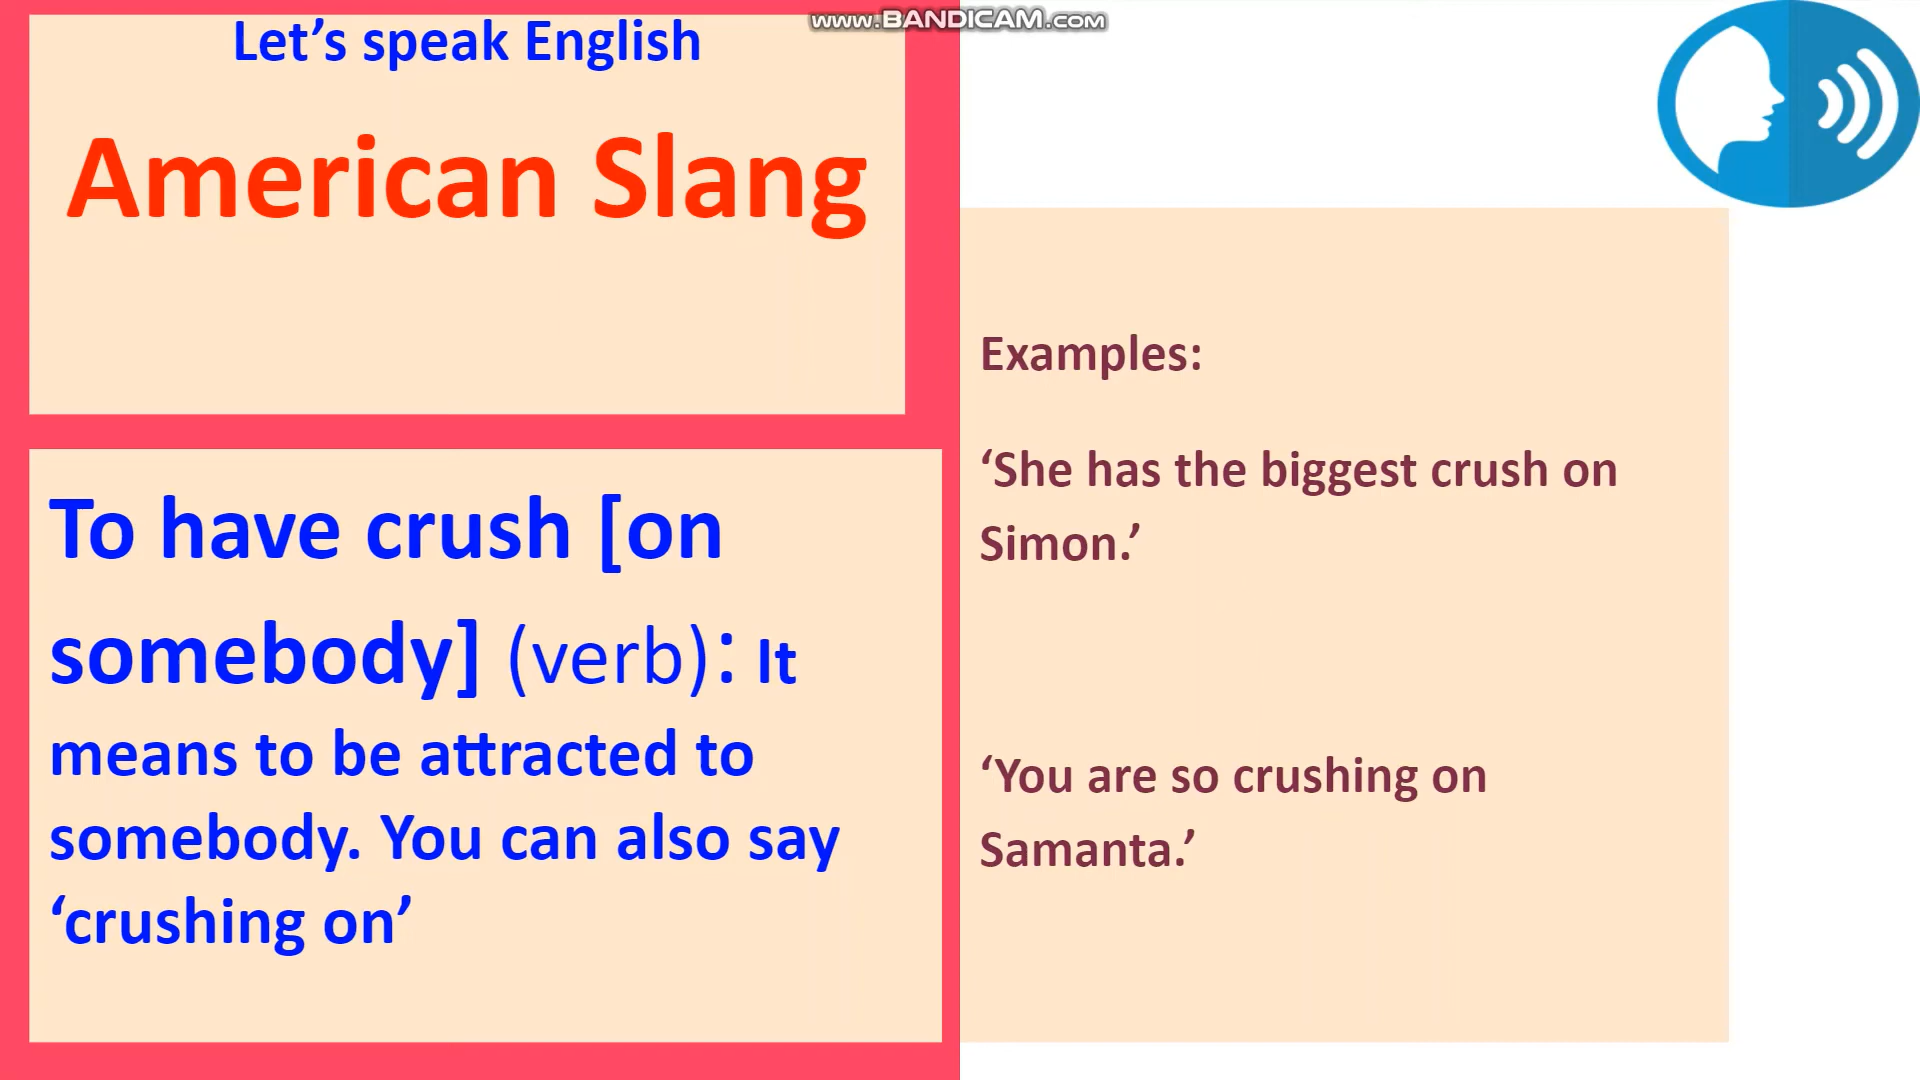 www.BANDICAM.com
Let’s speak English
American Slang
To have crush [on
somebody] (verb): It
means to be attracted to
somebody. You can also say
‘crushing on’
Examples:
‘She has the biggest crush on
Simon.’
‘You are so crushing on
Samanta.’